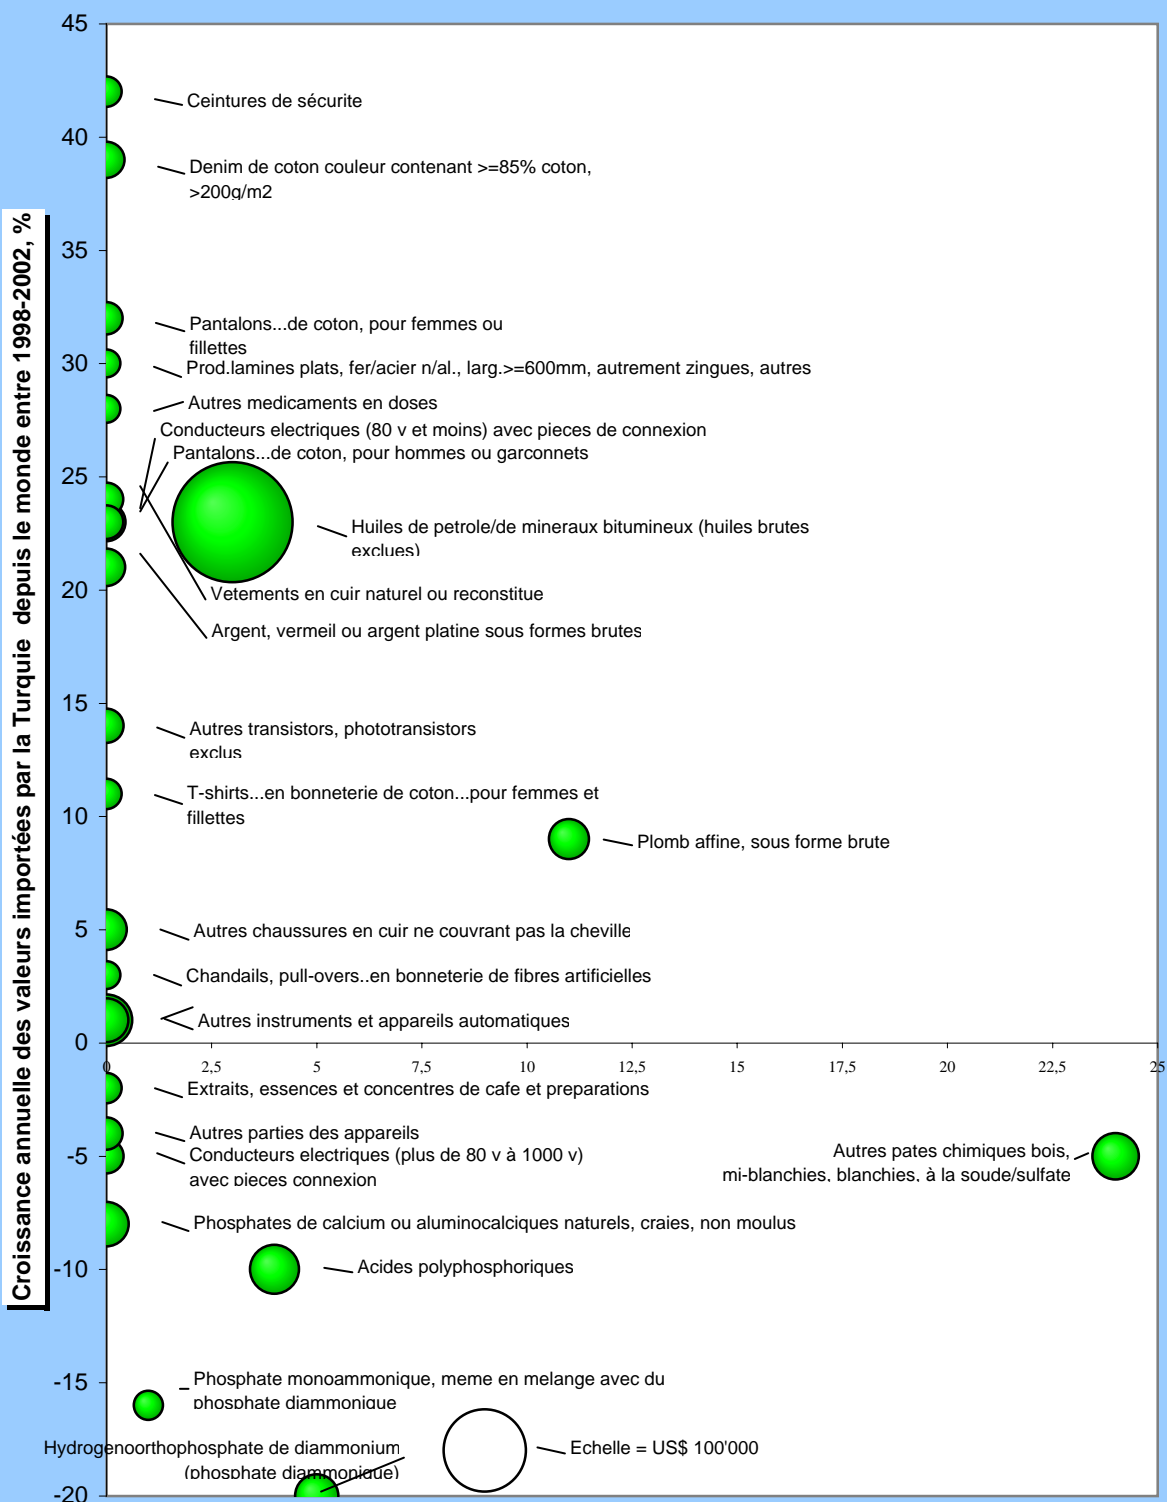 Croissance annuelle des valeurs importées par la Turquie depuis le monde entre 1998-2002, %
45
40
35
30
25
20
15
10
5
0
-5
-10
-15
-20
0
2,5
5
7,5
10
12,5
15
17,5
20
22,5
25
Ceintures de sécurite
Denim de coton couleur contenant >=85% coton,
>200g/m2
Pantalons...de coton, pour femmes ou
fillettes
Prod.lamines plats, fer/acier n/al., larg.>=600mm, autrement zingues, autres
Autres medicaments en doses
Conducteurs electriques (80 v et moins) avec pieces de connexion
Pantalons...de coton, pour hommes ou garconnets
Huiles de petrole/de mineraux bitumineux (huiles brutes
exclues)
Vetements en cuir naturel ou reconstitue
Argent, vermeil ou argent platine sous formes brutes
Autres transistors, phototransistors
exclus
T-shirts...en bonneterie de coton...pour femmes et
fillettes
Plomb affine, sous forme brute
Autres chaussures en cuir ne couvrant pas la cheville
Chandails, pull-overs..en bonneterie de fibres artificielles
Autres instruments et appareils automatiques
Extraits, essences et concentres de cafe et preparations
Autres parties des appareils
Conducteurs electriques (plus de 80 v à 1000 v)
avec pieces connexion
Autres pates chimiques bois,
mi-blanchies, blanchies, à la soude/sulfate
Phosphates de calcium ou aluminocalciques naturels, craies, non moulus
Acides polyphosphoriques
Phosphate monoammonique, meme en melange avec du
phosphate diammonique
Hydrogenoorthophosphate de diammonium
(phosphate diammonique)
Echelle = US$ 100'000